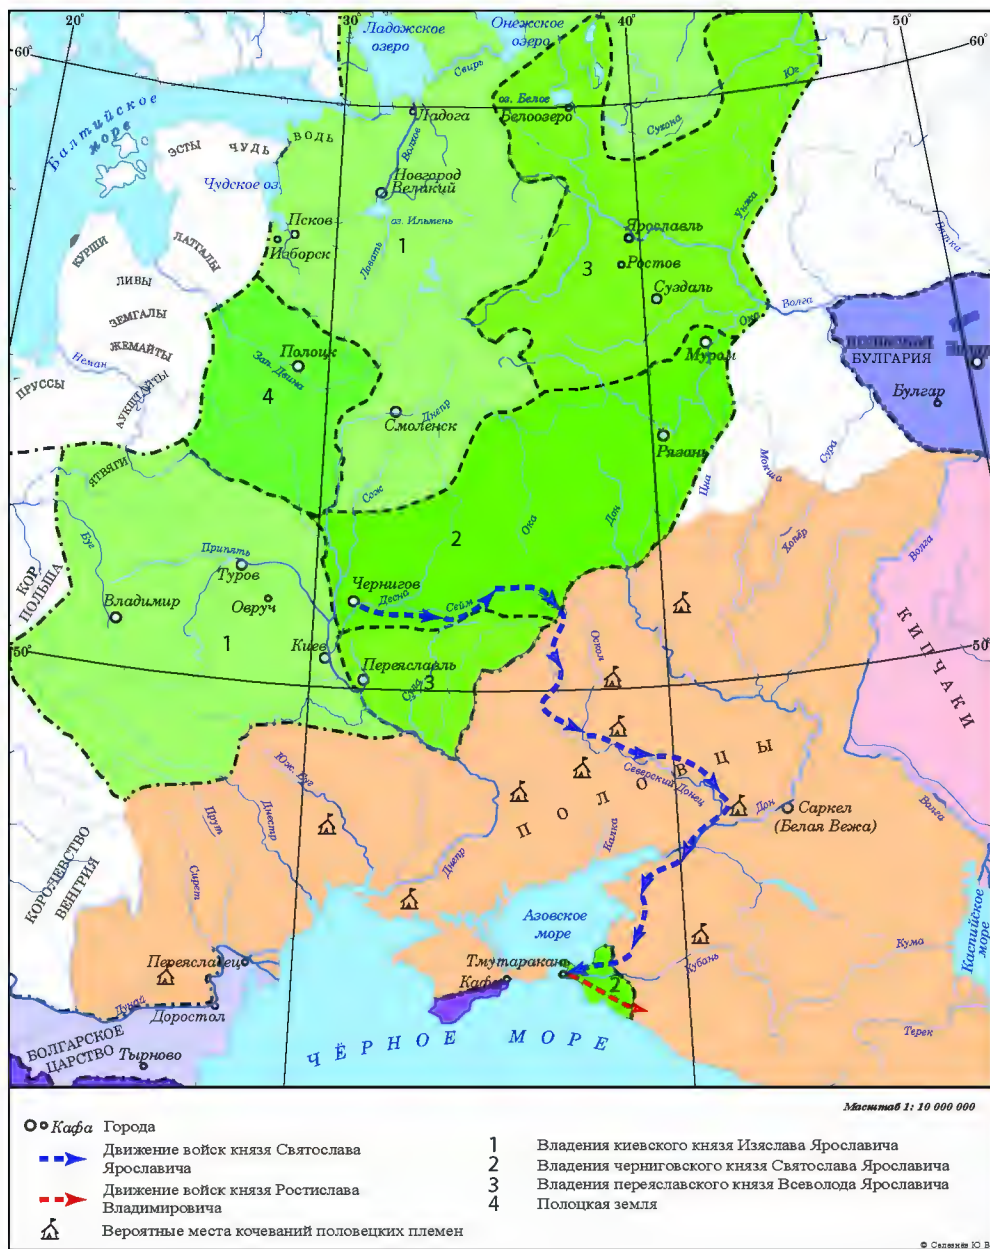 20°
30°
40°
50°
60°
60°
Ладожское
озеро
Онежское
озеро
Свирь
Юг
оз. Белое
Белоозеро
Сухона
Балтийское
море
Ладога
Волхов
ВОДЬ
ЭСТЫ
ЧУДЬ
Чудское оз.
Новгород
Великий
оз. Ильмень
Псков
Изборск
Ловать
1
3
Ярославль
Ростов
Суздаль
Унжа
Вятка
КУРШИ
ЛАТГАЛЫ
ЛИВЫ
ЗЕМГАЛЫ
ЖЕМАЙТЫ
АУКШТАЙТЫ
Неман
ПРУССЫ
Волга
Ока
Муром
БУЛГАРИЯ
Булгар
Полоцк
Зап. Двина
4
Смоленск
Днепр
Рязань
Цна
Мокша
Сура
ЯТВЯГИ
Сож
Ока
Дон
Хопёр
Волга
2
Буг
Припять
Туров
Овруч
Владимир
КОР.
ПОЛЬША
Чернигов
Десна
Сейм
Киев
1
50°
50°
Переяславль
3
Сула
Оскол
КИПЧАКИ
ПОЛОВЦЫ
Северский Донец
Юж. Буг
Днестр
Прут
Сирет
Днепр
Калка
Дон
Саркел
(Белая Вежа)
Волга
КОРОЛЕВСТВО
ВЕНГРИЯ
Азовское
море
Каспийское
море
Переяславец
Тмутаракань
Кафа
2
Кубань
Кума
Терек
Дунай
Доростол
БОЛГАРСКОЕ
ЦАРСТВО
Тырново
ЧЁРНОЕ МОРЕ
Масштаб 1: 10 000 000
Кафа Города
Движение войск князя Святослава
Ярославича
Движение войск князя Ростислава
Владимировича
Вероятные места кочеваний половецких племен
1 Владения киевского князя Изяслава Ярославича
2 Владения черниговского князя Святослава Ярославича
3 Владения переяславского князя Всеволода Ярославича
4 Полоцкая земля
© Селезнёв Ю В